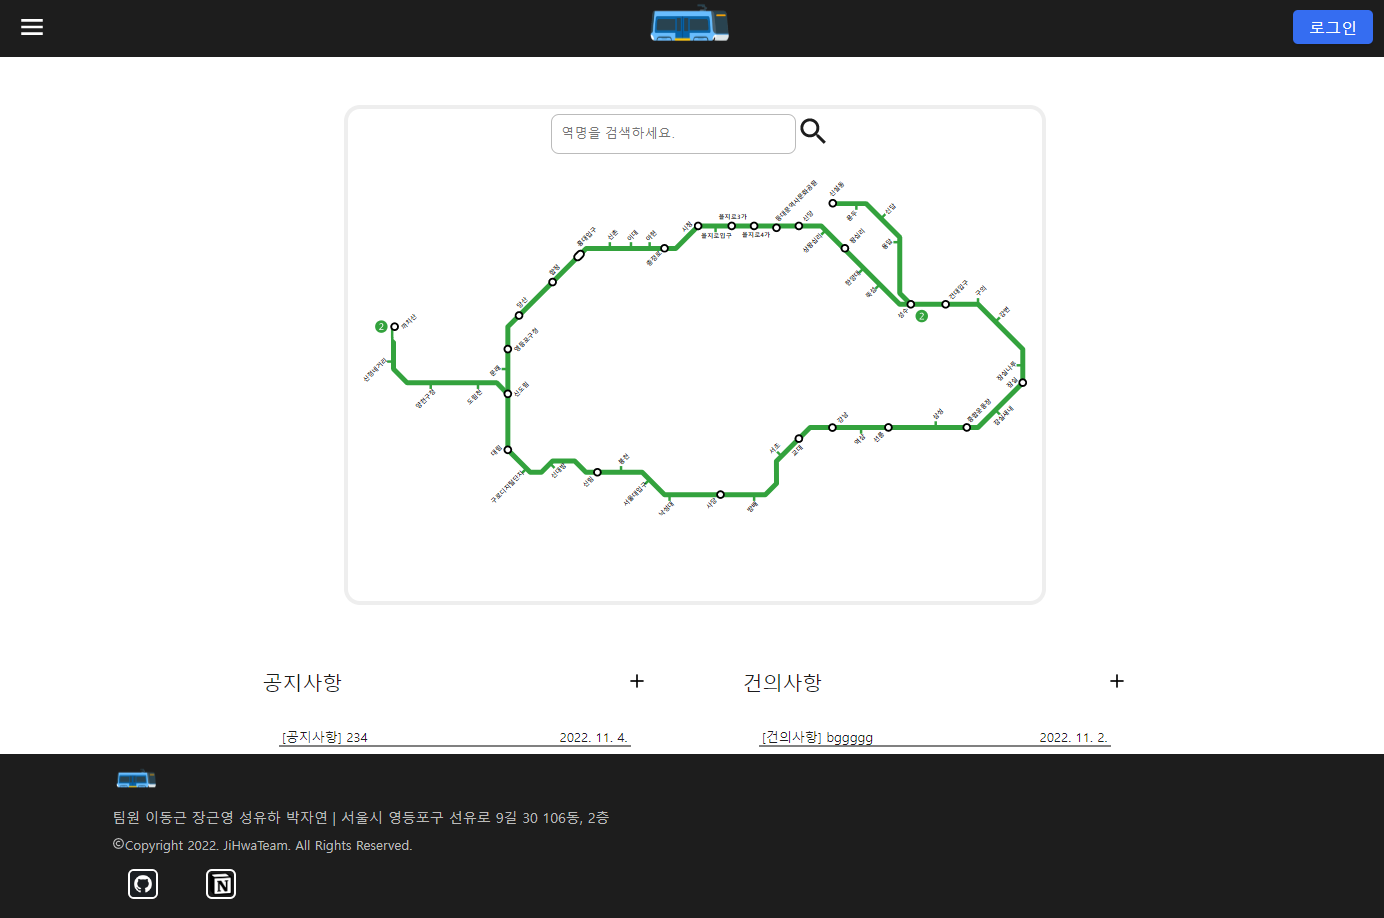 로그인
역명을 검색하세요.
신설동
용두
신답
용답
동대문역사문화공원
신당
을지로3가
을지로입구
을지로4가
시청
상왕십리
왕십리
한양대
뚝섬
성수
2
건대입구
구의
강변
잠실나루
잠실
잠실새내
종합운동장
삼성
선릉
역삼
강남
교대
서초
방배
사당
낙성대
서울대입구
봉천
신림
신대방
구로디지털단지
대림
신도림
문래
영등포구청
당산
합정
홍대입구
신촌
이대
아현
충정로
2
까치산
신정네거리
양천구청
도림천
공지사항
건의사항
[공지사항] 234 2022. 11. 4.
[건의사항] bggggg 2022. 11. 2.
팀원 이동근 장근영 성유하 박자연 | 서울시 영등포구 선유로 9길 30 106동, 2층
©Copyright 2022. JiHwaTeam. All Rights Reserved.